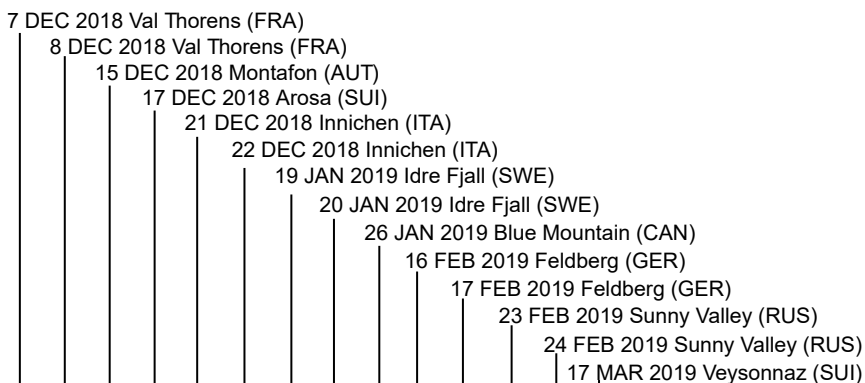 7 DEC 2018 Val Thorens (FRA)
8 DEC 2018 Val Thorens (FRA)
15 DEC 2018 Montafon (AUT)
17 DEC 2018 Arosa (SUI)
21 DEC 2018 Innichen (ITA)
22 DEC 2018 Innichen (ITA)
19 JAN 2019 Idre Fjall (SWE)
20 JAN 2019 Idre Fjall (SWE)
26 JAN 2019 Blue Mountain (CAN)
16 FEB 2019 Feldberg (GER)
17 FEB 2019 Feldberg (GER)
23 FEB 2019 Sunny Valley (RUS)
24 FEB 2019 Sunny Valley (RUS)
17 MAR 2019 Veysonnaz (SUI)